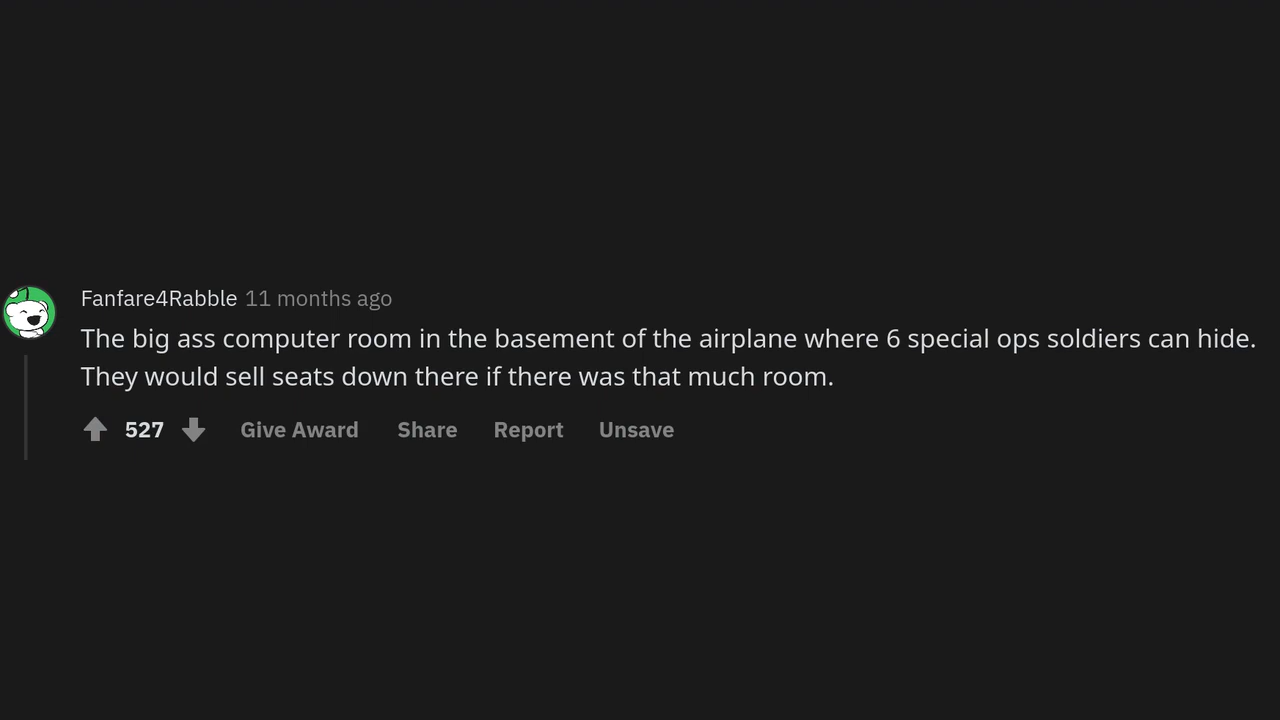 Fanfare4Rabble 11 months ago
The big ass computer room in the basement of the airplane where 6 special ops soldiers can hide.
They would sell seats down there if there was that much room.
527 Give Award Share Report Unsave